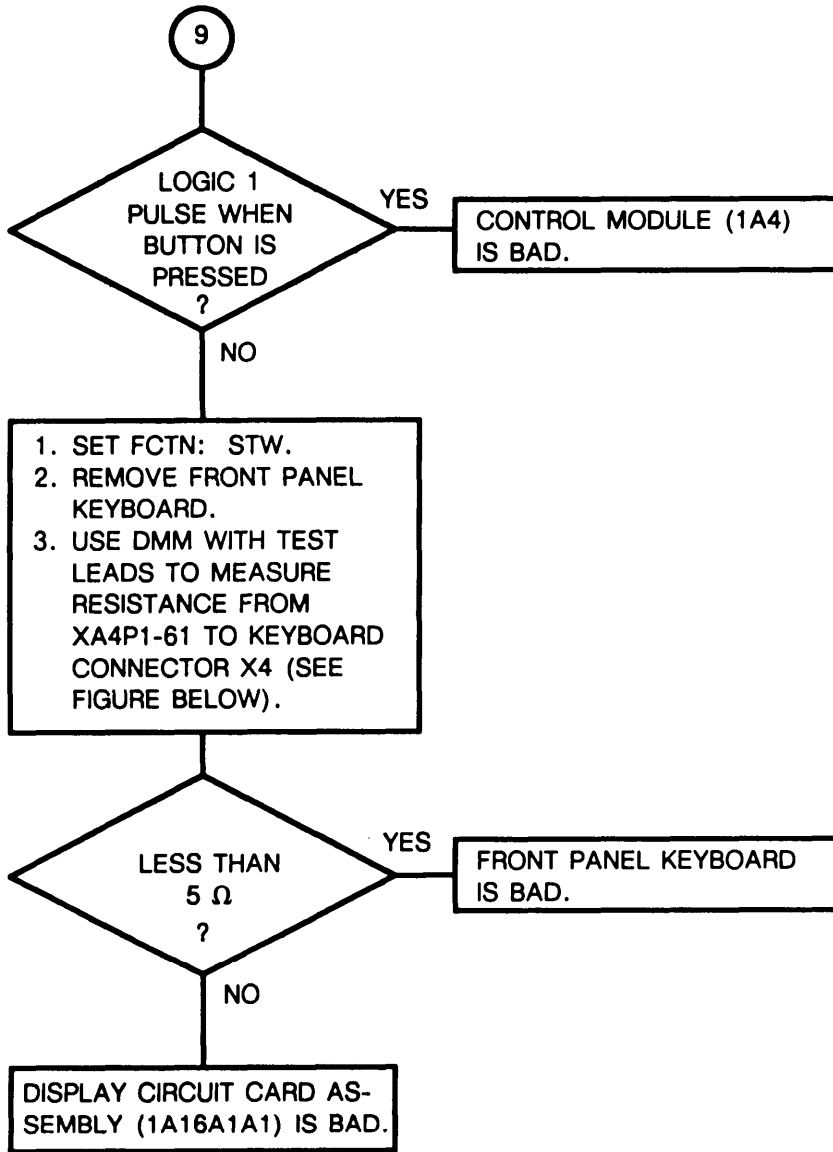 9
LOGIC 1
PULSE WHEN
BUTTON IS
PRESSED
?
YES
CONTROL MODULE (1A4)
IS BAD.
NO
1. SET FCTN: STW.
2. REMOVE FRONT PANEL
KEYBOARD.
3. USE DMM WITH TEST
LEADS TO MEASURE
RESISTANCE FROM
XA4P1-61 TO KEYBOARD
CONNECTOR X4 (SEE
FIGURE BELOW).
LESS THAN
5 Ω
?
YES
FRONT PANEL KEYBOARD
IS BAD.
NO
DISPLAY CIRCUIT CARD AS-
SEMBLY (1A16A1A1) IS BAD.